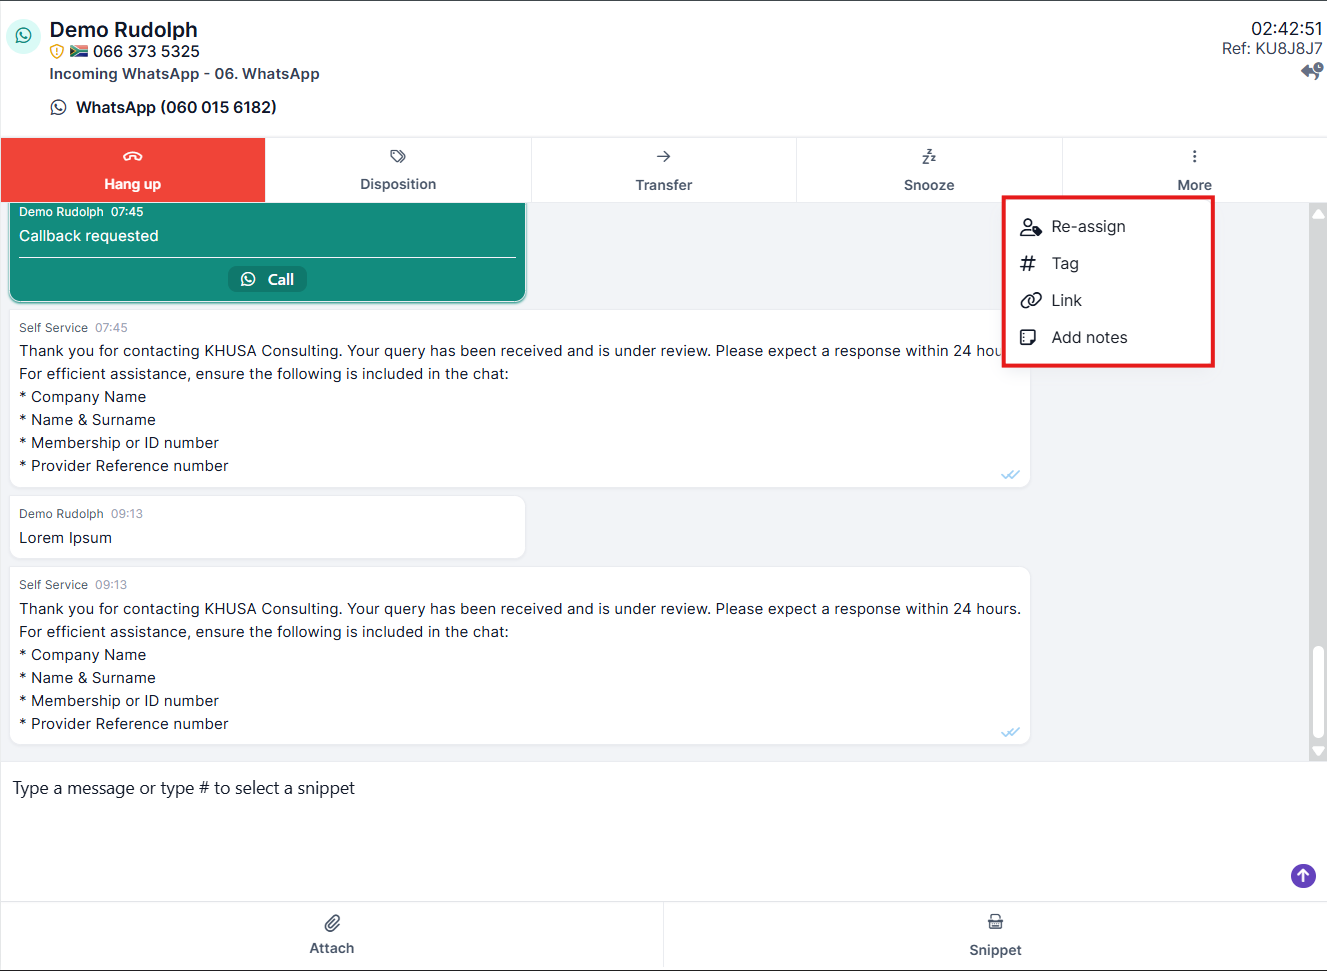 Demo Rudolph
066 373 5325
Incoming WhatsApp - 06. WhatsApp
WhatsApp (060 015 6182)
02:42:51
Ref: KU8J8J7
Hang up
Disposition
Transfer
Snooze
More
Re-assign
Tag
Link
Add notes
Demo Rudolph 07:45
Callback requested
Call
Self Service 07:45
Thank you for contacting KHUSA Consulting. Your query has been received and is under review. Please expect a response within 24 hou
For efficient assistance, ensure the following is included in the chat:
* Company Name
* Name & Surname
* Membership or ID number
* Provider Reference number
Demo Rudolph 09:13
Lorem Ipsum
Self Service 09:13
Thank you for contacting KHUSA Consulting. Your query has been received and is under review. Please expect a response within 24 hours.
For efficient assistance, ensure the following is included in the chat:
* Company Name
* Name & Surname
* Membership or ID number
* Provider Reference number
Type a message or type # to select a snippet
Attach
Snippet